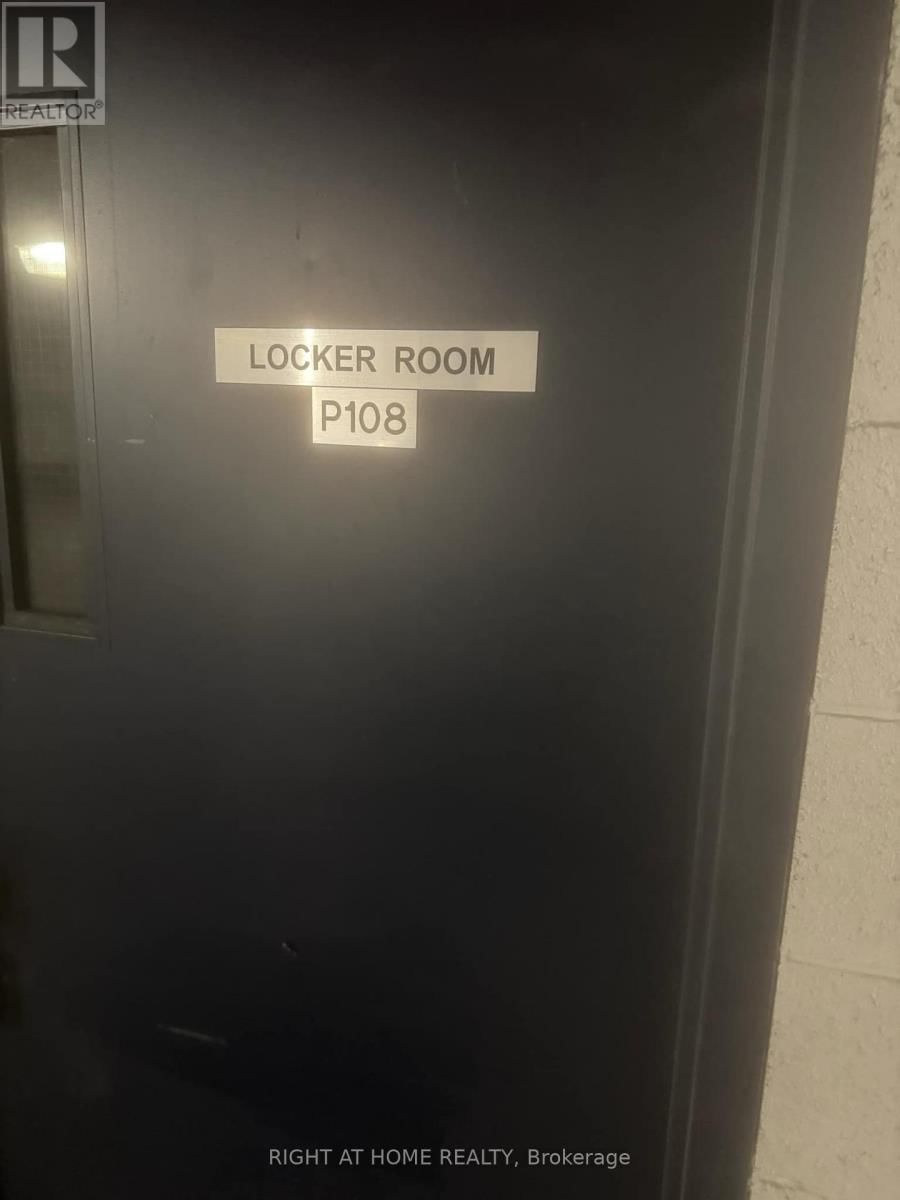 R
REALTOR®
LOCKER ROOM
P108
RIGHT AT HOME REALTY, Brokerage